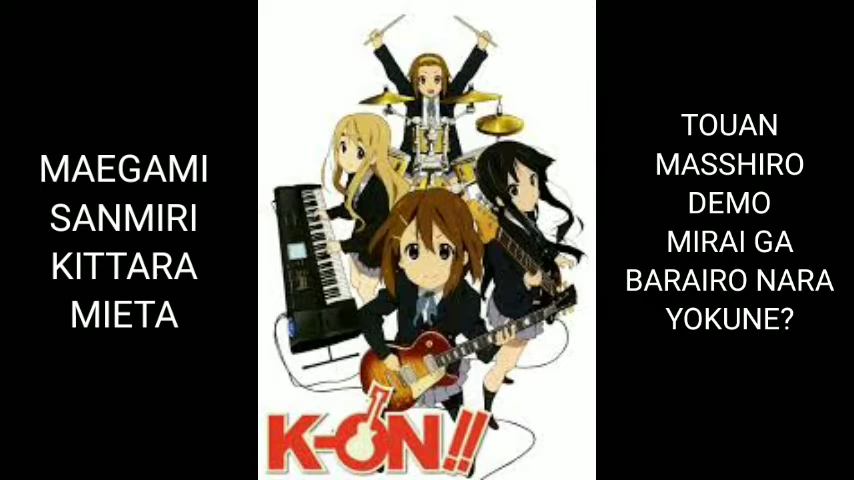 MAEGAMI
SANMIRI
KITTARA
MIETA
K-ON!!
TOUAN
MASSHIRO
DEMO
MIRAI GA
BARAIRO NARA
YOKUNE?